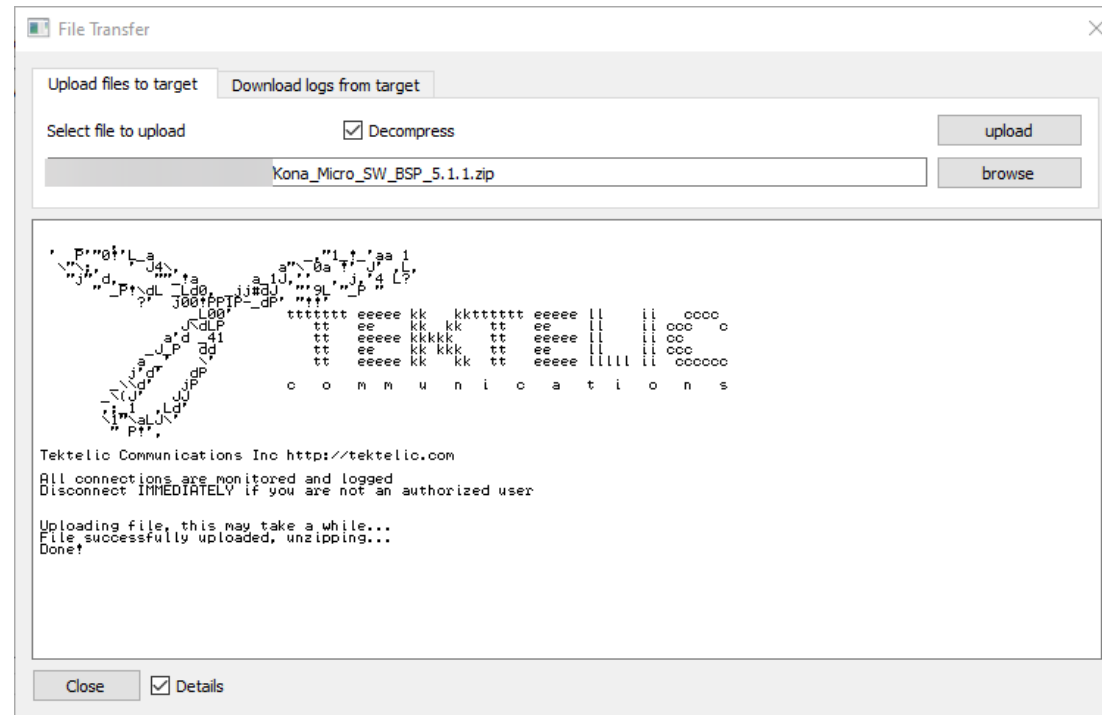 File Transfer
Upload files to target
Download logs from target
Select file to upload
Decompress
upload
Kona_Micro_SW_BSP_5.1.1.zip
browse
TEKTELIC
c o m m u n i c a t i o n s
Tektelic Communications Inc http://tektelic.com
All connections are monitored and logged
Disconnect IMMEDIATELY if you are not an authorized user
Uploading file, this may take a while...
File successfully uploaded, unzipping...
Done!
Close
Details